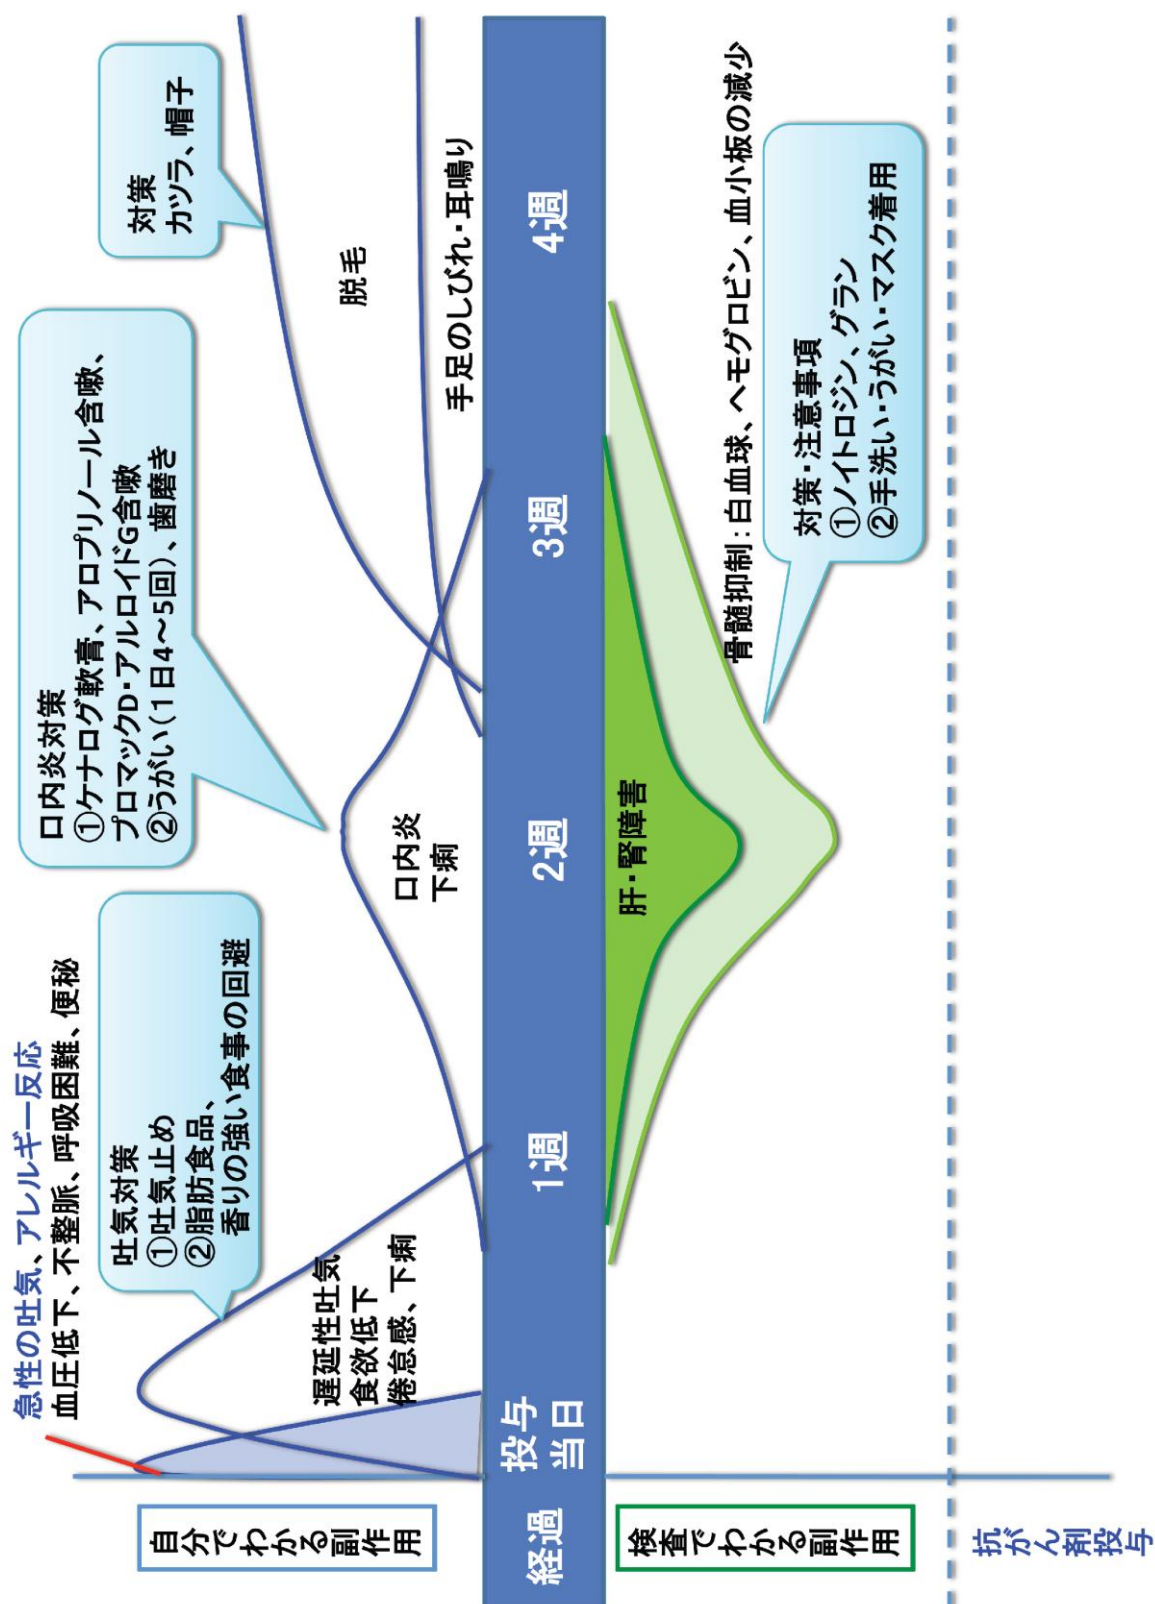 急性の吐気、アレルギー反応
血圧低下、不整脈、呼吸困難、便秘
吐気対策
①吐気止め
②脂肪食品、
香りの強い食事の回避
口内炎対策
①ケナログ軟膏、アロプリノール含嗽、
プロマックD・アルロイドG含嗽
②うがい(1日4～5回)、歯磨き
対策
カツラ、帽子
自分で
わかる
副作用
遅延性吐気
食欲低下
倦怠感、下痢
口内炎
下痢
脱毛
手足のしびれ・耳鳴り
経過
投与
当日
1週
2週
3週
4週
検査で
わかる
副作用
肝・腎障害
骨髄抑制：白血球、ヘモグロビン、血小板の減少
対策・注意事項
①ノイトロジン、グラン
②手洗い・うがい・マスク着用
抗がん剤投与